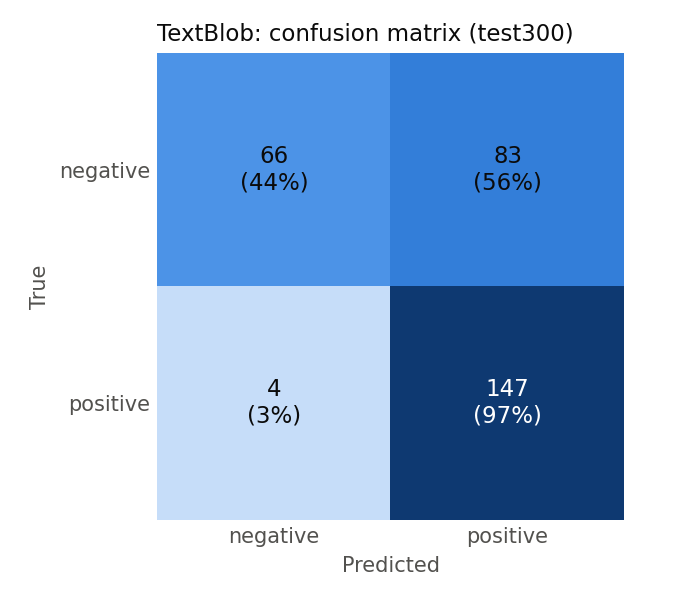 TextBlob: confusion matrix (test300)
True
negative
66
(44%)
83
(56%)
positive
4
(3%)
147
(97%)
negative
positive
Predicted